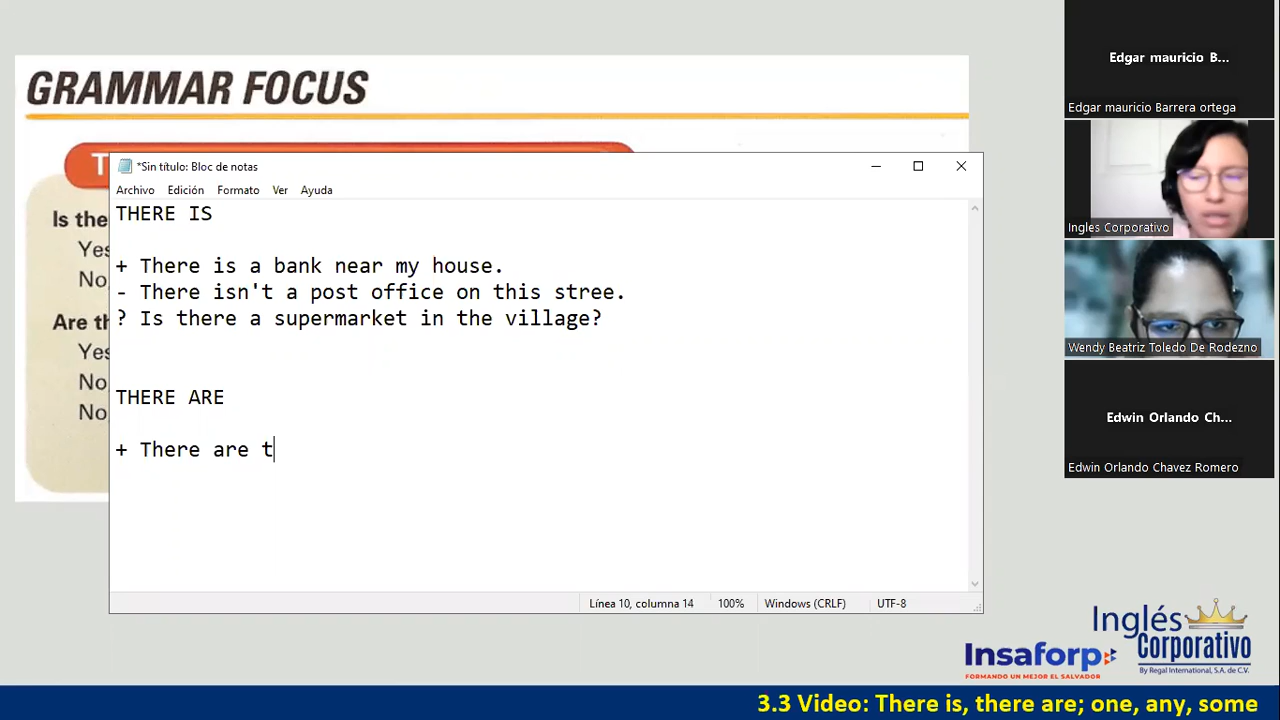 GRAMMAR FOCUS
T
Is the
Yes
No
Are th
Yes
No
No
*Sin título: Bloc de notas
Archivo Edición Formato Ver Ayuda
THERE IS
+ There is a bank near my house.
- There isn't a post office on this stree.
? Is there a supermarket in the village?
THERE ARE
+ There are t
Línea 10, columna 14 100% Windows (CRLF) UTF-8
Edgar mauricio B...
Edgar mauricio Barrera ortega
Ingles Corporativo
Wendy Beatriz Toledo De Rodezno
Edwin Orlando Ch...
Edwin Orlando Chavez Romero
Insaforp
FORMANDO UN MEJOR EL SALVADOR
Inglés Corporativo
By Regal International, S.A. de C.V.
3.3 Video: There is, there are; one, any, some